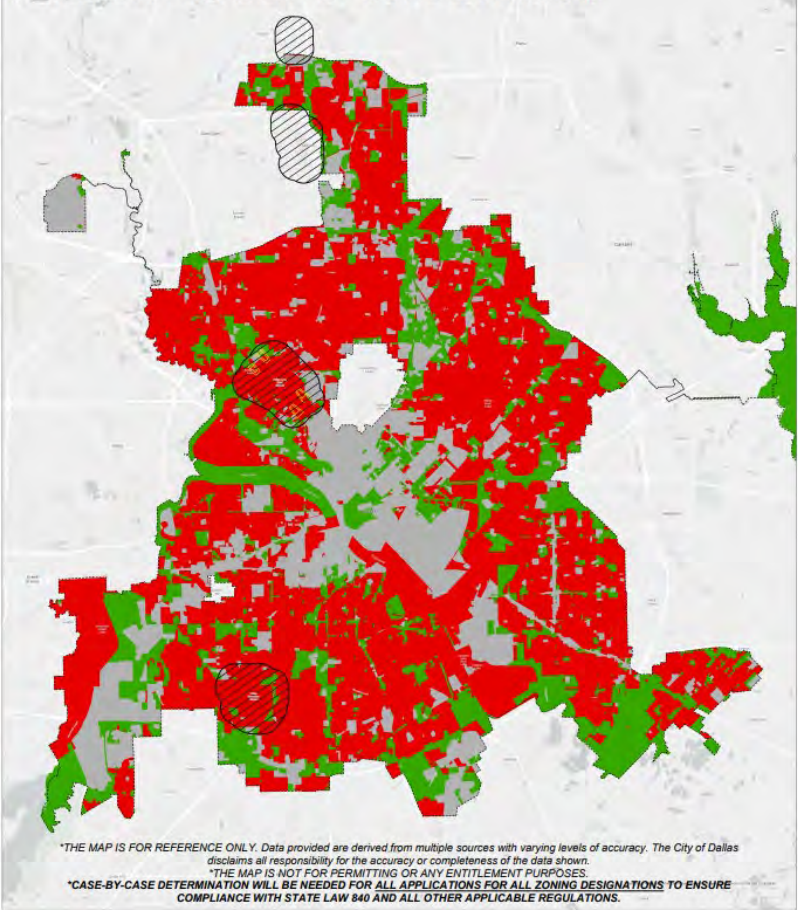 *THE MAP IS FOR REFERENCE ONLY. Data provided are derived from multiple sources with varying levels of accuracy. The City of Dallas
disclaims all responsibility for the accuracy or completeness of the data shown.
*THE MAP IS NOT FOR PERMITTING OR ANY ENTITLEMENT PURPOSES.
*CASE-BY-CASE DETERMINATION WILL BE NEEDED FOR ALL APPLICATIONS FOR ALL ZONING DESIGNATIONS TO ENSURE
COMPLIANCE WITH STATE LAW 840 AND ALL OTHER APPLICABLE REGULATIONS.